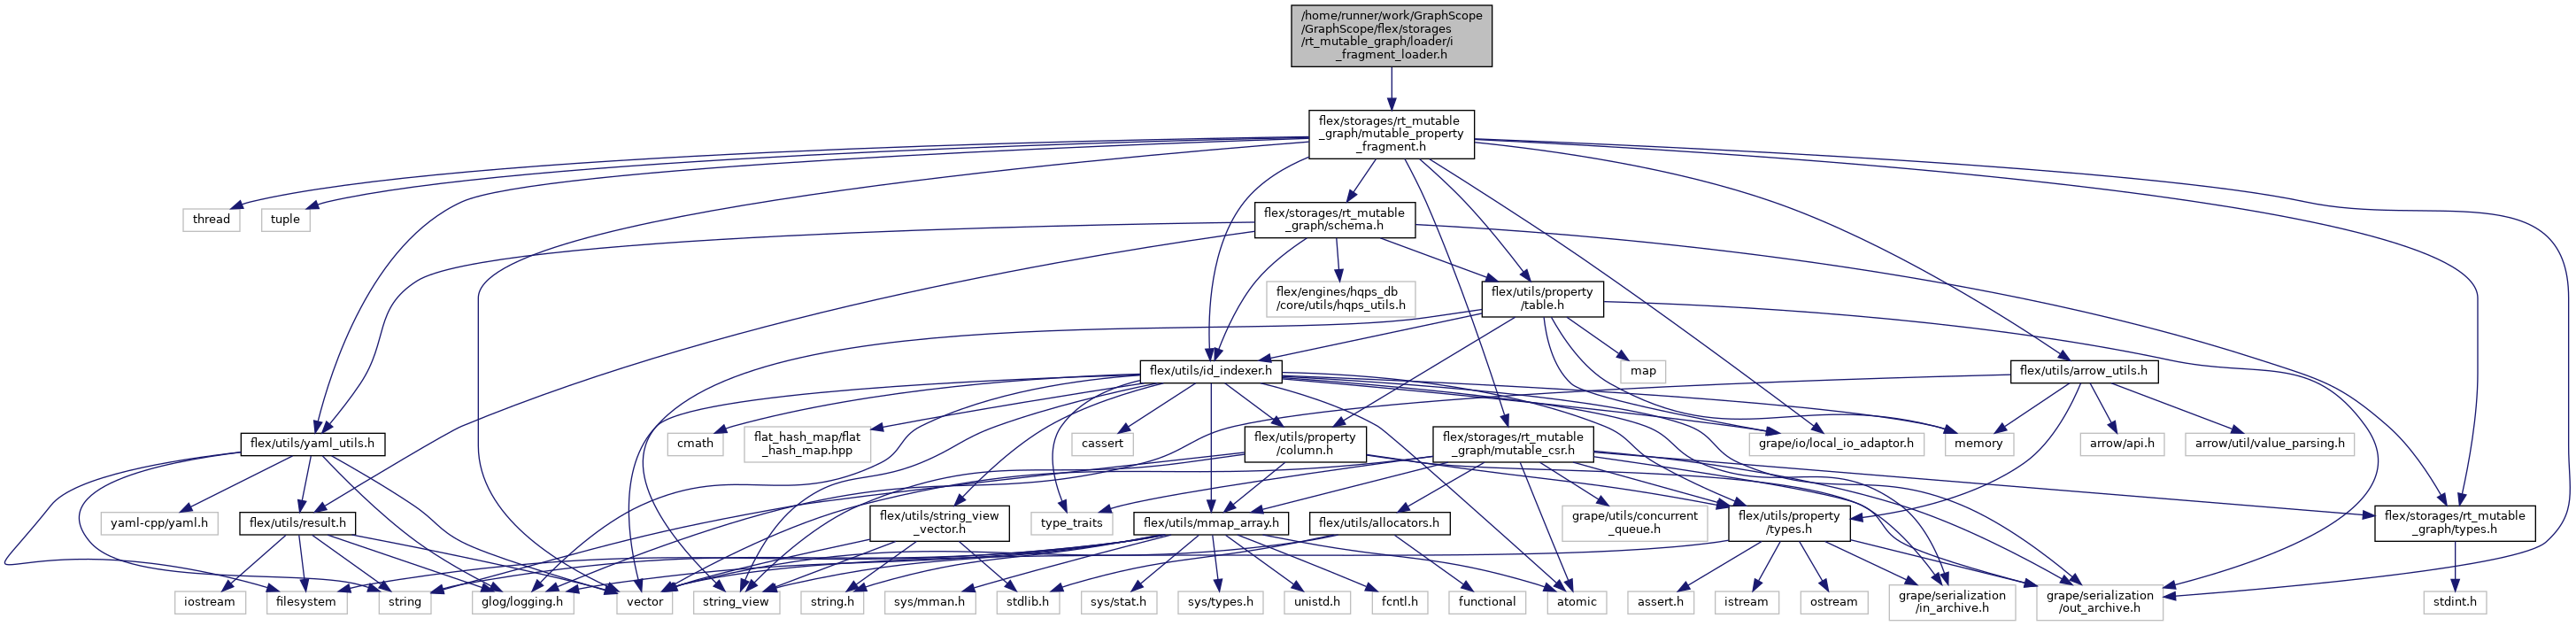 /home/runner/work/GraphScope
/GraphScope/flex/storages
/rt_mutable_graph/loader/i
_fragment_loader.h
flex/storages/rt_mutable
_graph/mutable_property
_fragment.h
thread
tuple
flex/storages/rt_mutable
_graph/schema.h
flex/engines/hqps_db
/core/utils/hqps_utils.h
flex/utils/property
/table.h
flex/utils/id_indexer.h
map
flex/utils/arrow_utils.h
flex/utils/yaml_utils.h
cmath
flat_hash_map/flat
_hash_map.hpp
cassert
flex/utils/property
/column.h
flex/storages/rt_mutable
_graph/mutable_csr.h
grape/io/local_io_adaptor.h
memory
arrow/api.h
arrow/util/value_parsing.h
yaml-cpp/yaml.h
flex/utils/result.h
flex/utils/string_view
_vector.h
type_traits
flex/utils/mmap_array.h
flex/utils/allocators.h
grape/utils/concurrent
_queue.h
flex/utils/property
/types.h
flex/storages/rt_mutable
_graph/types.h
iostream
filesystem
string
glog/logging.h
vector
string_view
string.h
sys/mman.h
stdlib.h
sys/stat.h
sys/types.h
unistd.h
fcntl.h
functional
atomic
assert.h
istream
ostream
grape/serialization
/in_archive.h
grape/serialization
/out_archive.h
stdint.h